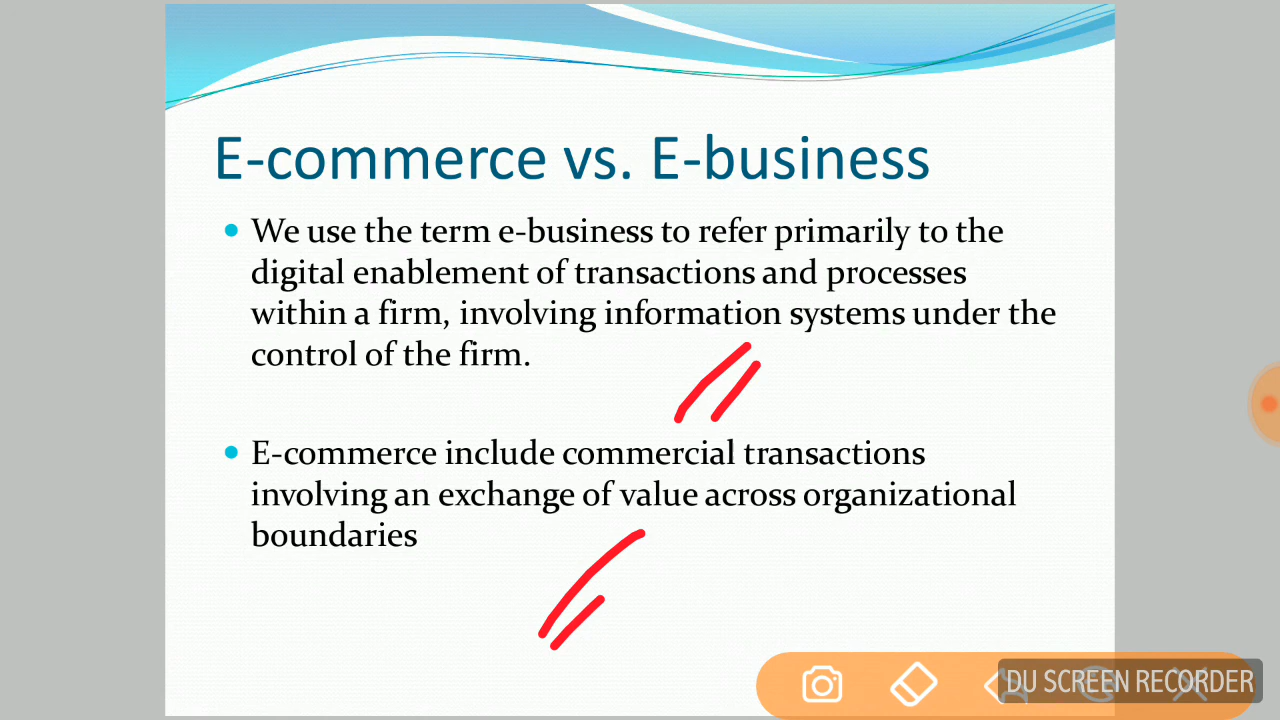 E-commerce vs. E-business
We use the term e-business to refer primarily to the
digital enablement of transactions and processes
within a firm, involving information systems under the
control of the firm.
E-commerce include commercial transactions
involving an exchange of value across organizational
boundaries
DU SCREEN RECORDER